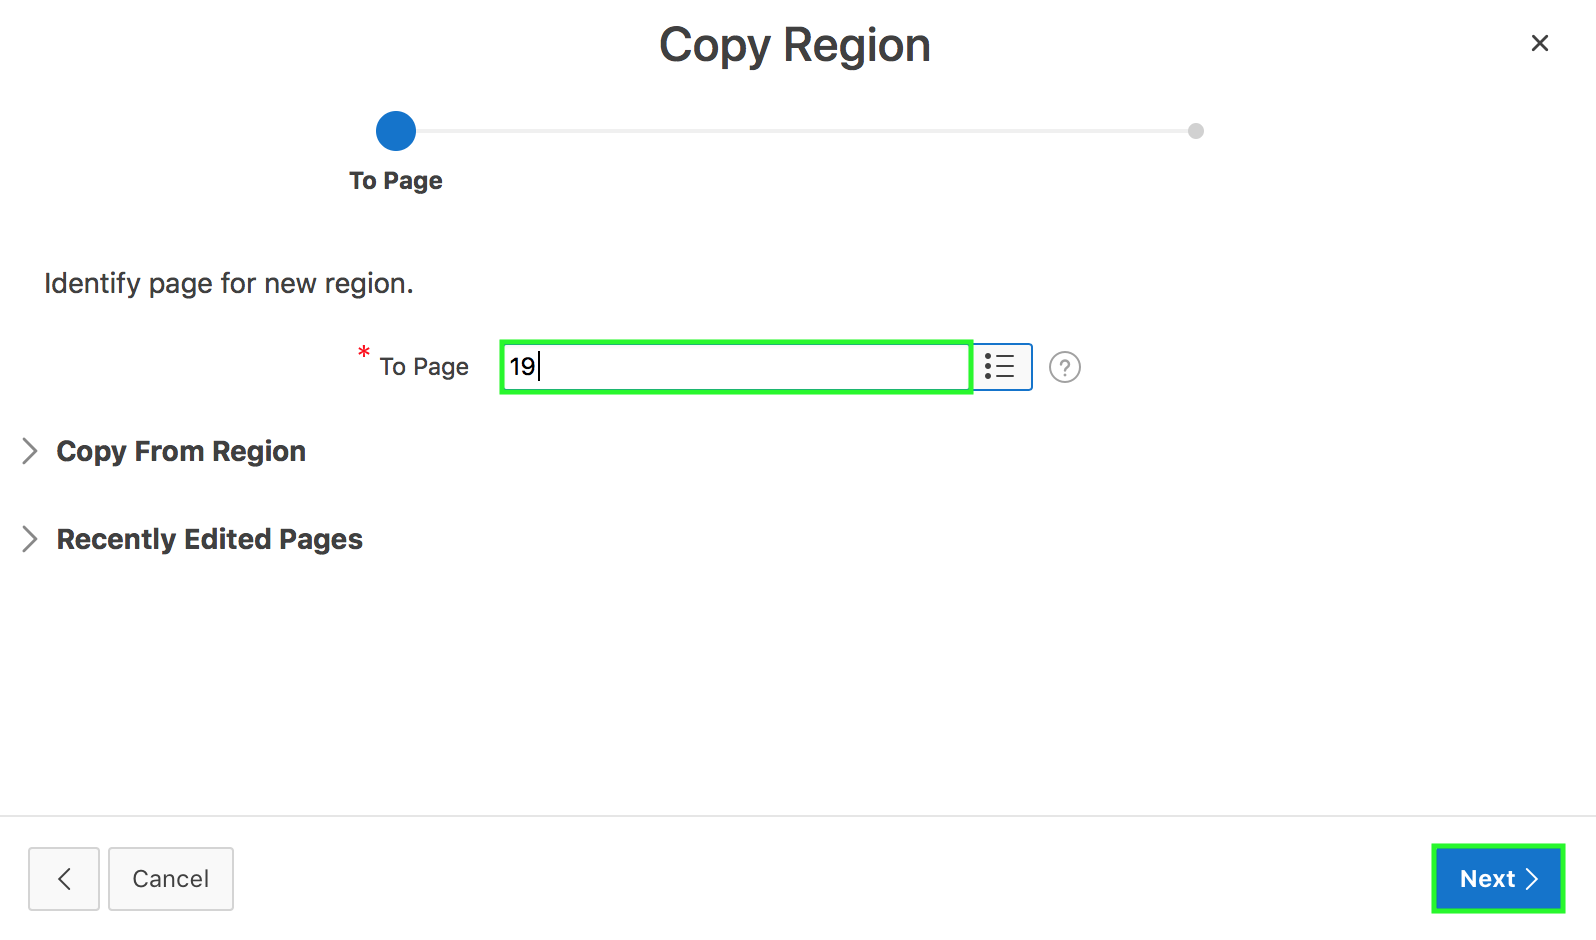 Copy Region
To Page
Identify page for new region.
* To Page 19 ?
Copy From Region
Recently Edited Pages
Cancel Next